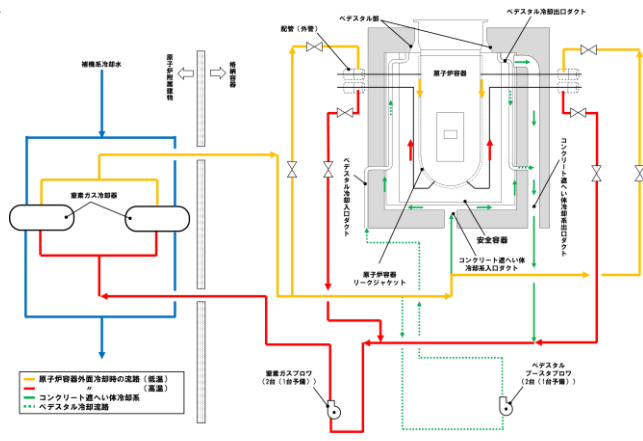 ペデスタル部
ペデスタル冷却出口ダクト
配管(外管)
補機系冷却水
原子炉附属建物
格納容器
原子炉容器
窒素ガス冷却器
ペデスタル冷却入口ダクト
コンクリート遮へい体冷却系出口ダクト
安全容器
原子炉容器
リークジャケット
コンクリート遮へい体
冷却系入口ダクト
窒素ガスブロワ
(2台(1台予備))
ペデスタル
ブースタブロワ
(2台(1台予備))
原子炉容器外面冷却時の流路(低温)
〃 (高温)
コンクリート遮へい体冷却系
ペデスタル冷却流路